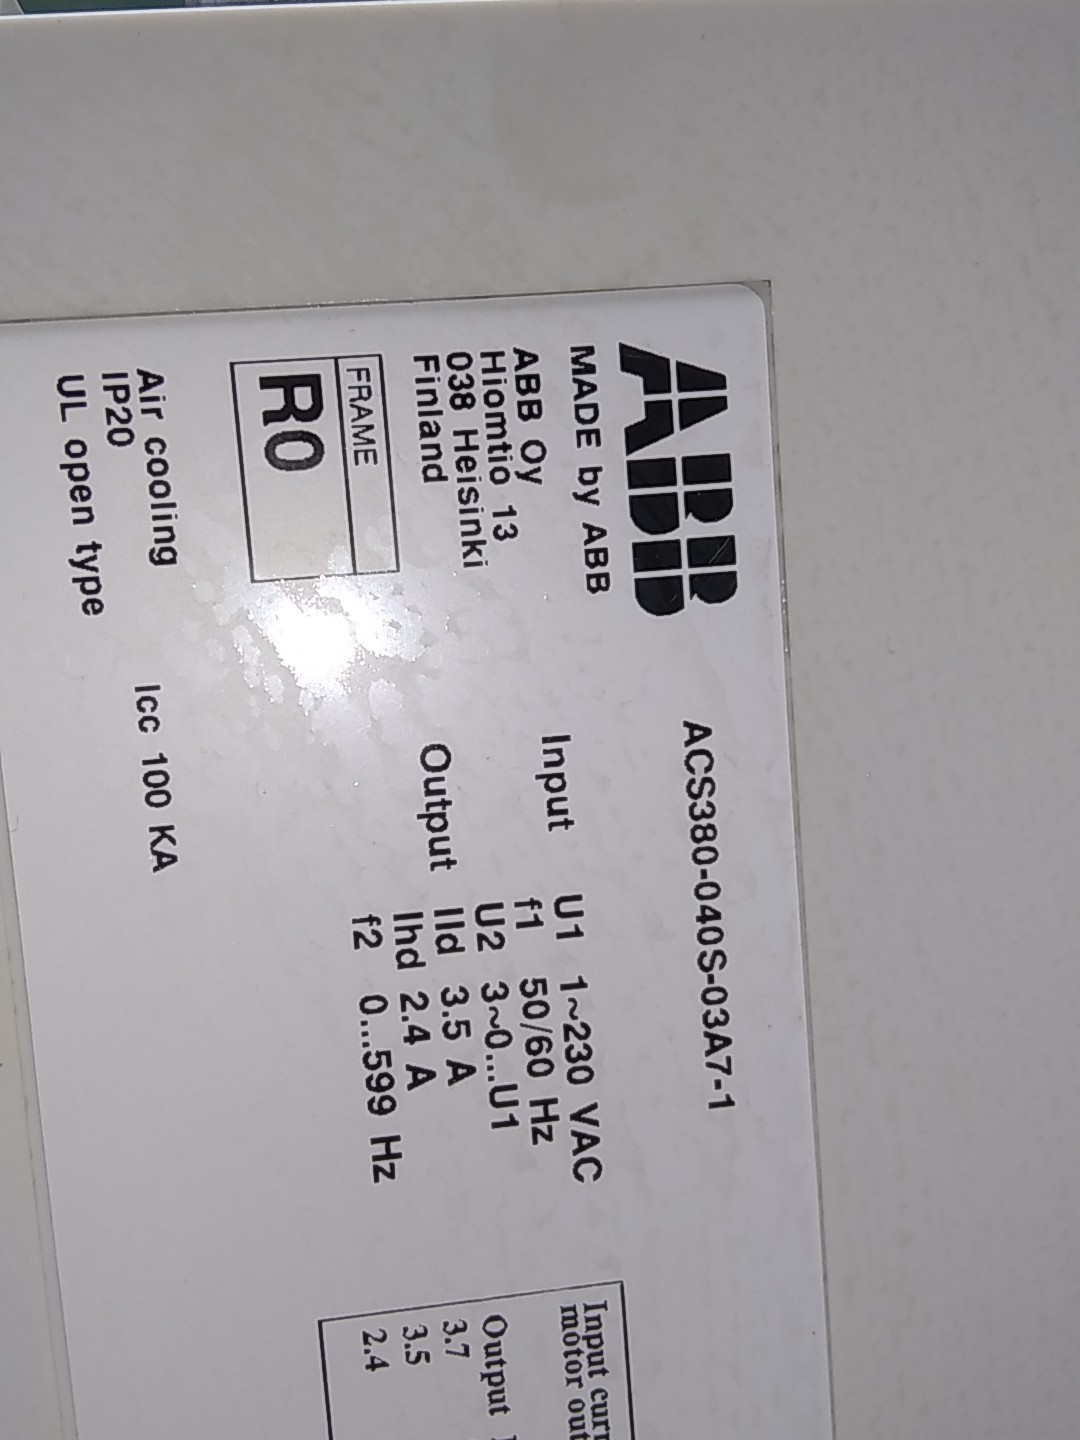 ABB
ACS380-040S-03A7-1
MADE by ABB
ABB Oy
Hiomtio 13
038 Heisinki
Finland
FRAME
R0
Air cooling
IP20
UL open type
Icc 100 KA
Input U1 1~230 VAC
f1 50/60 Hz
Output U2 3~0...U1
Ild 3.5 A
Ihd 2.4 A
f2 0...599 Hz
Input
motor
Output
3.7
3.5
2.4